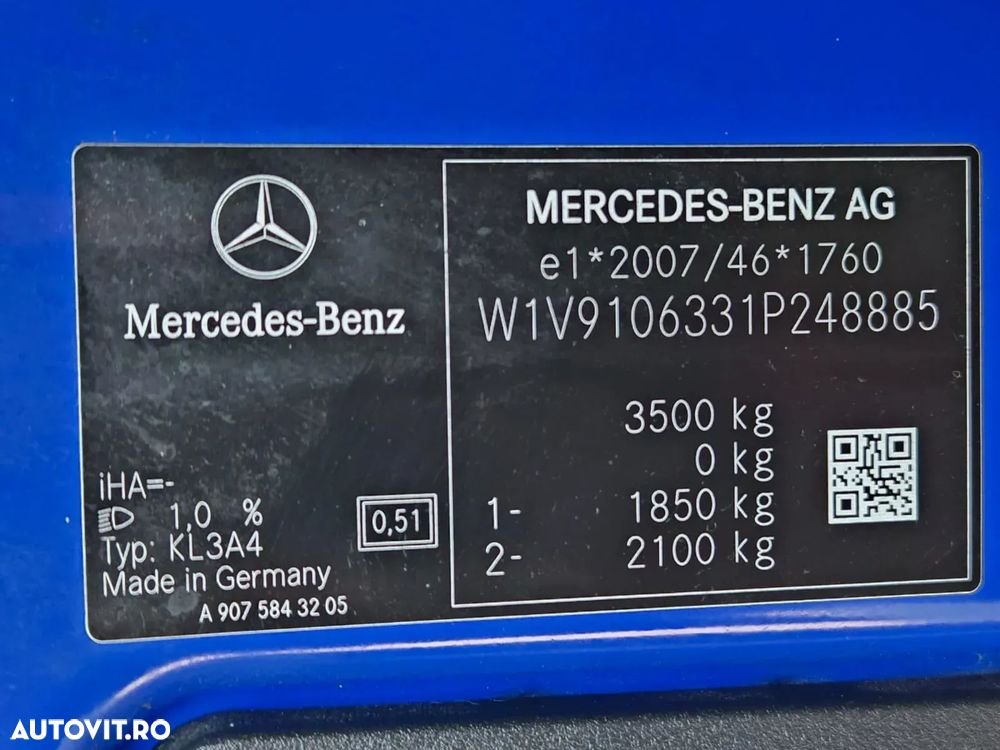 Mercedes-Benz
iHA=-
1,0 %
Typ: KL3A4
Made in Germany
A 907 584 32 05
0,51
MERCEDES-BENZ AG
e1*2007/46*1760
W1V9106331P248885
3500 kg
0 kg
1- 1850 kg
2- 2100 kg
AUTOVIT.RO